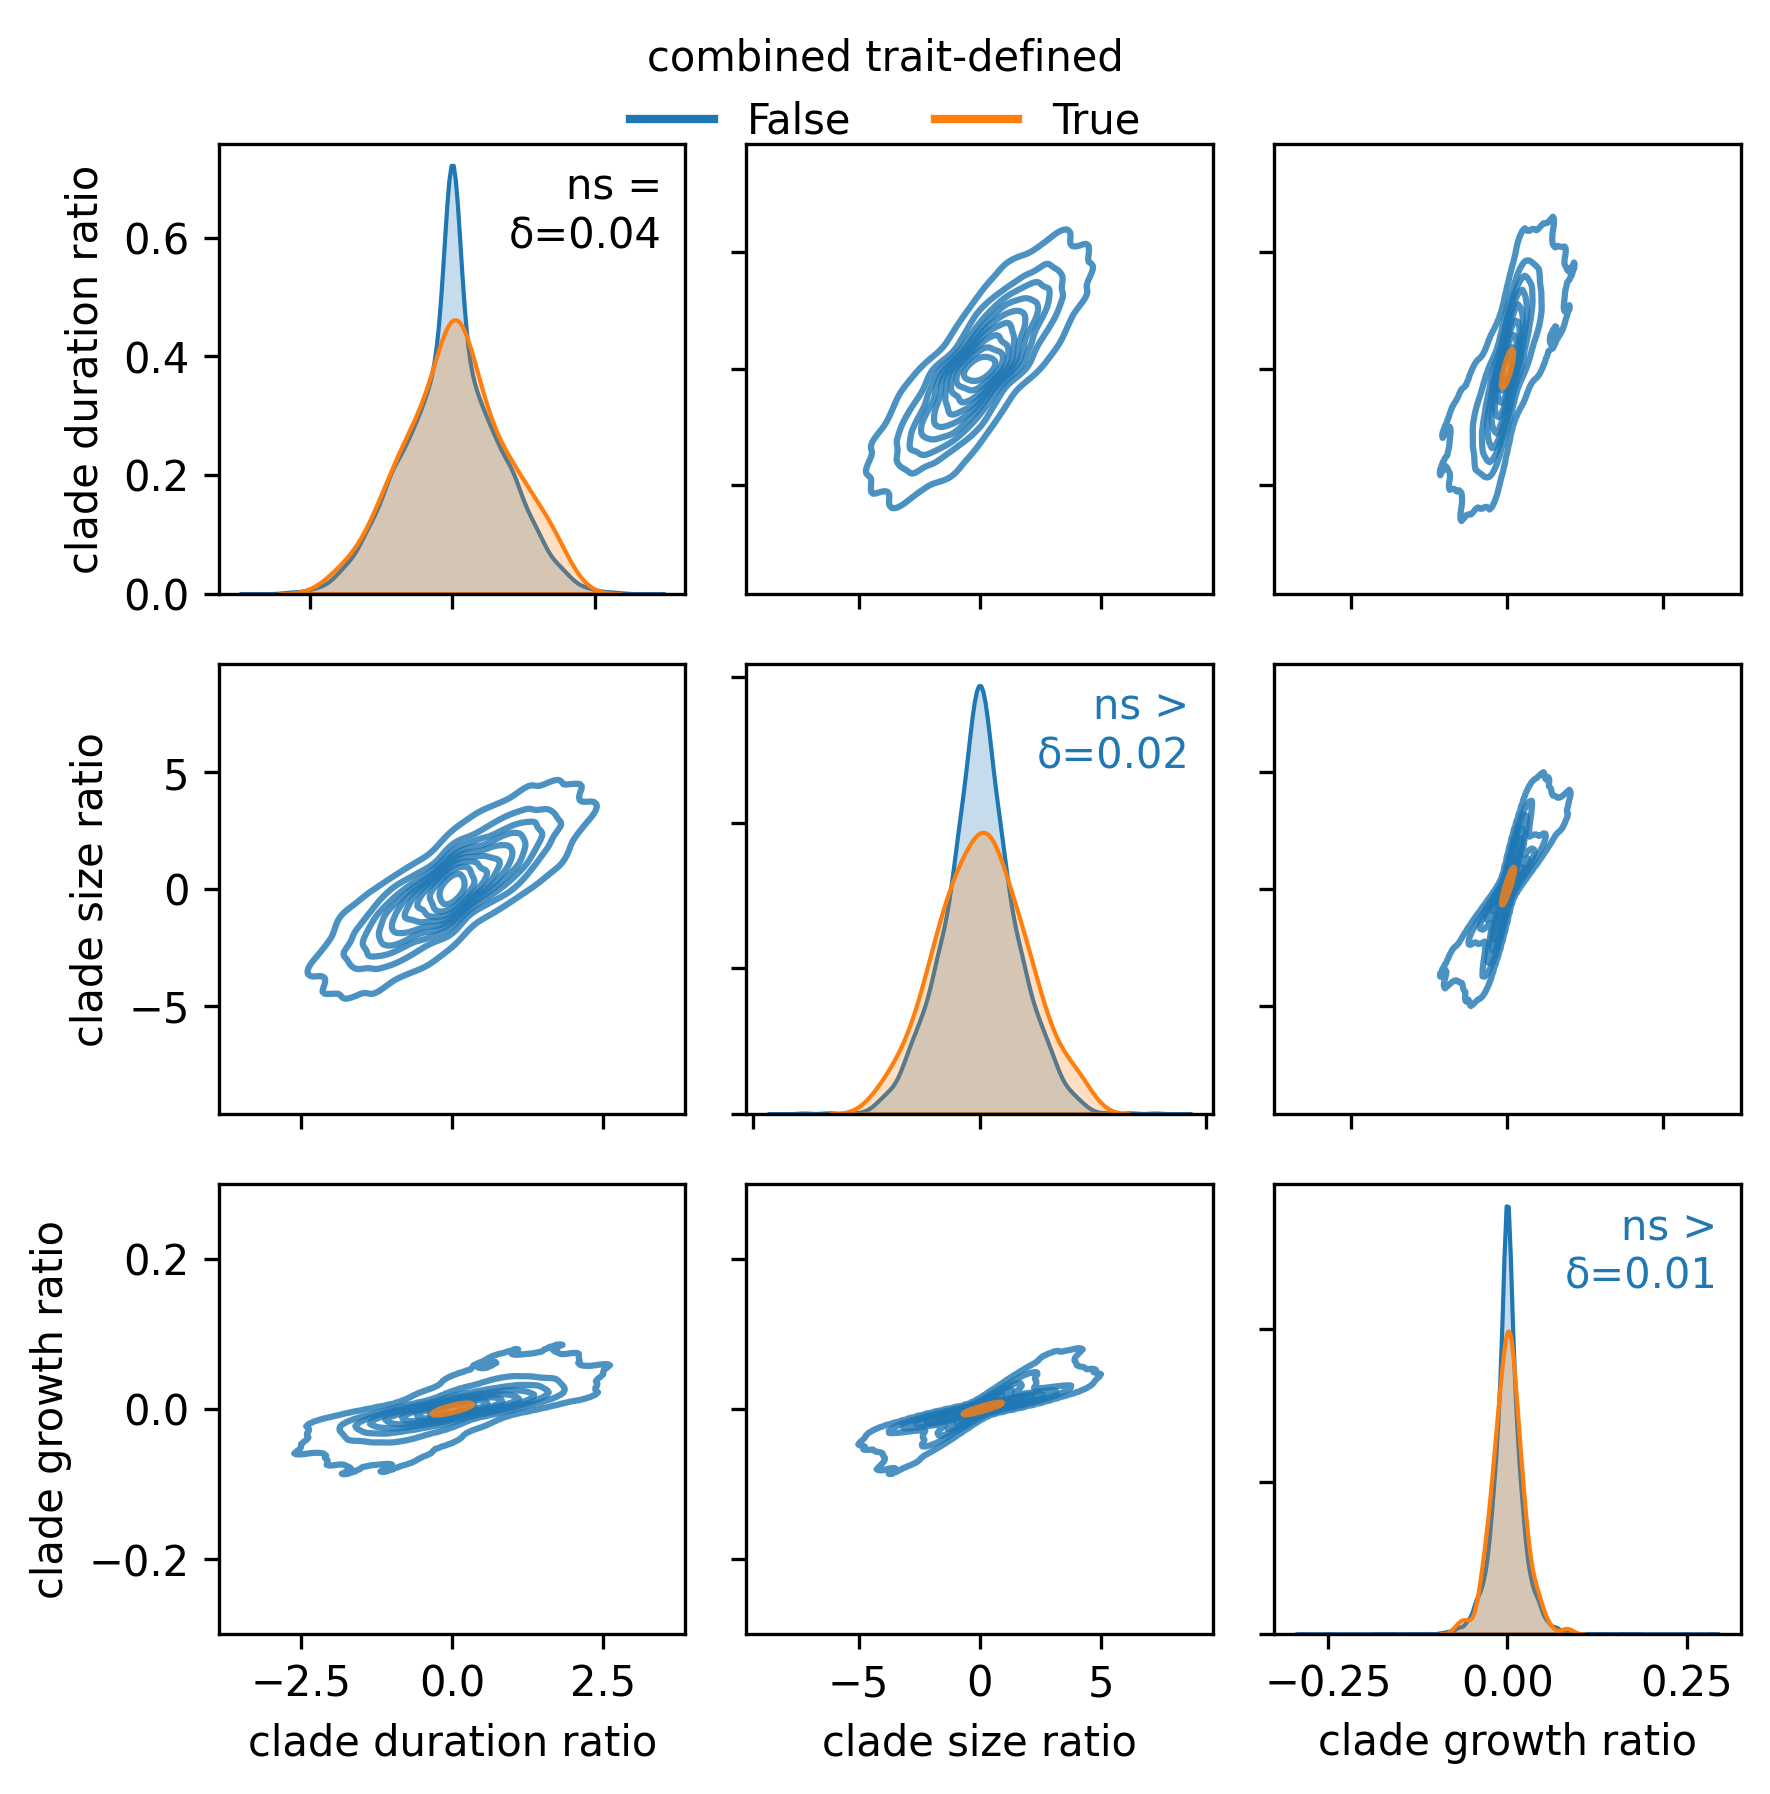 combined trait-defined
False True
clade duration ratio
0.6
0.4
0.2
0.0
ns =
δ=0.04
clade size ratio
5
0
−5
ns >
δ=0.02
clade growth ratio
0.2
0.0
−0.2
ns >
δ=0.01
−2.5 0.0 2.5
−5 0 5
−0.25 0.00 0.25
clade duration ratio
clade size ratio
clade growth ratio